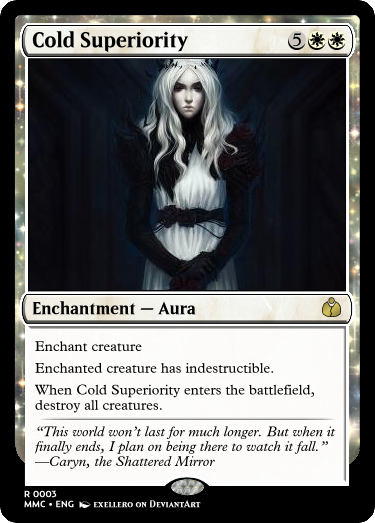 Cold Superiority 5
Enchantment — Aura
Enchant creature
Enchanted creature has indestructible.
When Cold Superiority enters the battlefield,
destroy all creatures.
“This world won’t last for much longer. But when it
finally ends, I plan on being there to watch it fall.”
—Caryn, the Shattered Mirror
R 0003
MMC • ENG EXELLERO ON DEVIANTART